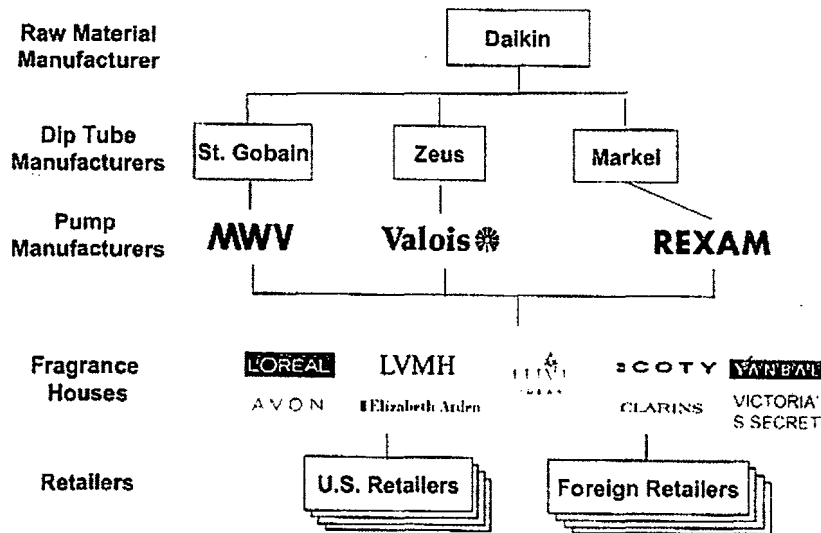 Raw Material
Manufacturer
Daikin
Dip Tube
Manufacturers
St. Gobain
Zeus
Markel
Pump
Manufacturers
MWV
Valois
REXAM
Fragrance
Houses
L'ORÉAL
LVMH
COTY
YANBAL
AVON
Elizabeth Arden
CLARINS
VICTORIA'
S SECRET
Retailers
U.S. Retailers
Foreign Retailers